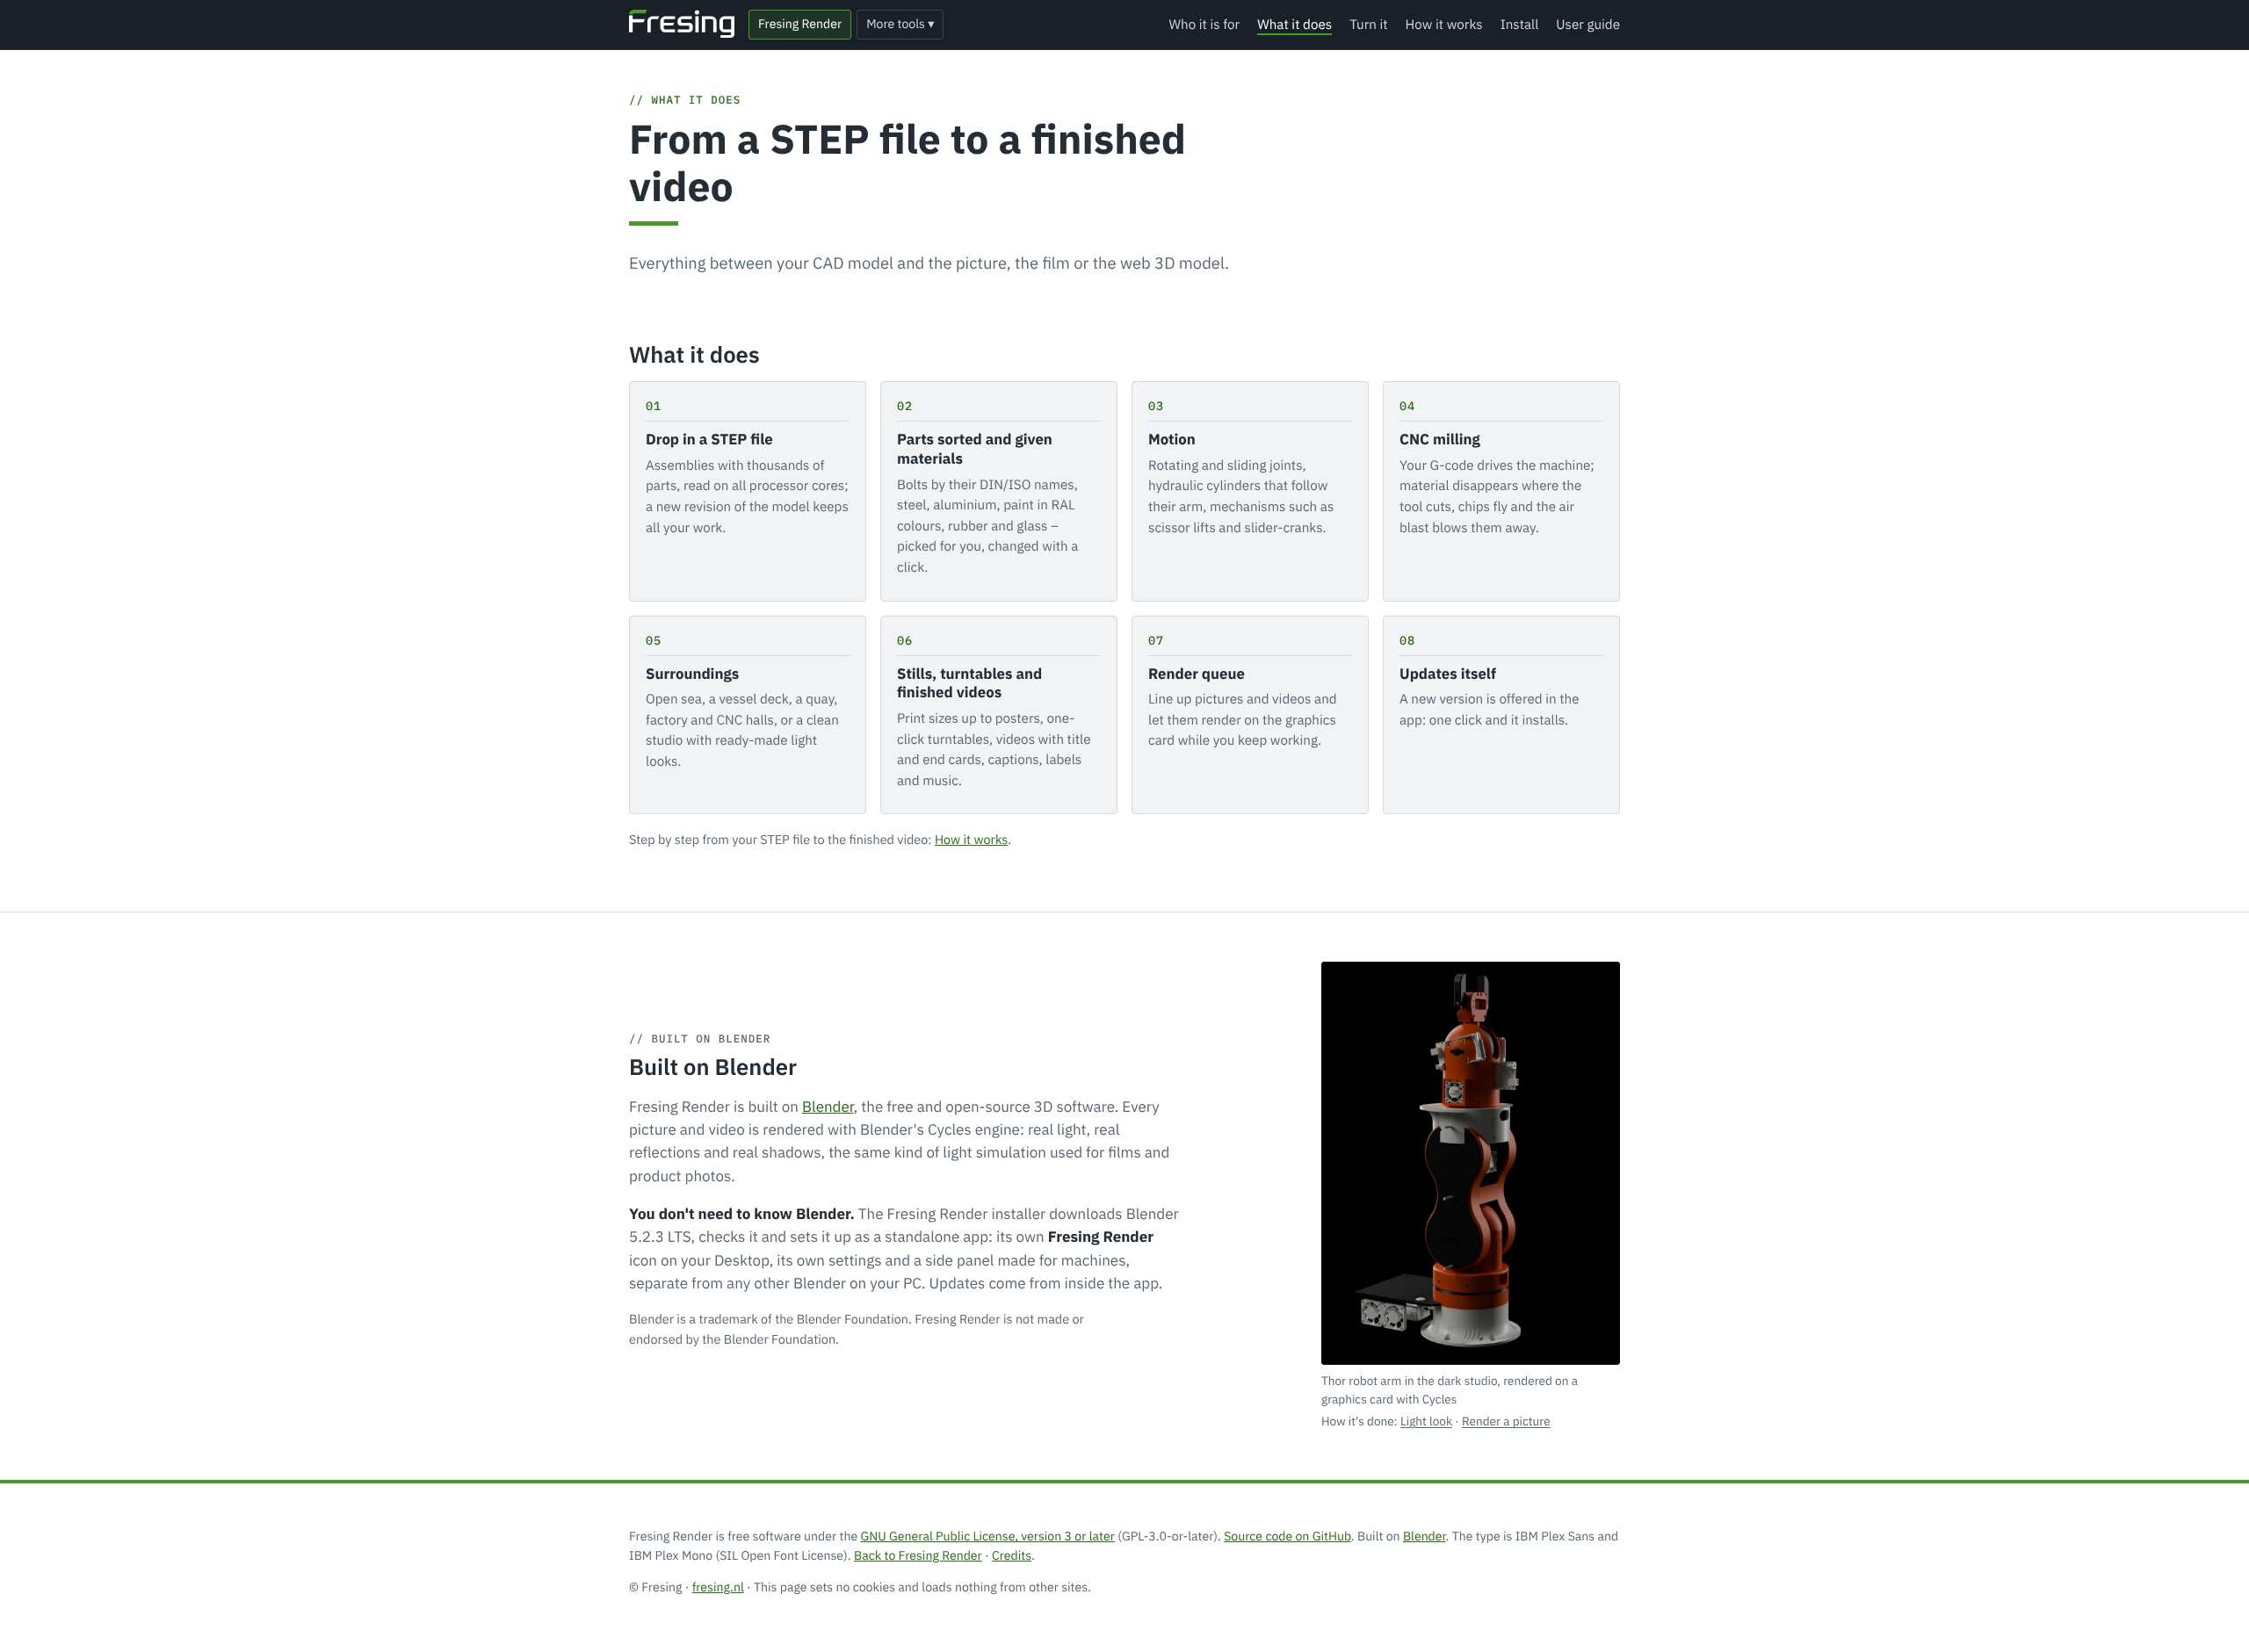 Fresing
Fresing Render
More tools ▾
Who it is for
What it does
Turn it
How it works
Install
User guide
// WHAT IT DOES
From a STEP file to a finished
video
Everything between your CAD model and the picture, the film or the web 3D model.
What it does
01
Drop in a STEP file
Assemblies with thousands of
parts, read on all processor cores;
a new revision of the model keeps
all your work.
02
Parts sorted and given
materials
Bolts by their DIN/ISO names,
steel, aluminium, paint in RAL
colours, rubber and glass –
picked for you, changed with a
click.
03
Motion
Rotating and sliding joints,
hydraulic cylinders that follow
their arm, mechanisms such as
scissor lifts and slider-cranks.
04
CNC milling
Your G-code drives the machine;
material disappears where the
tool cuts, chips fly and the air
blast blows them away.
05
Surroundings
Open sea, a vessel deck, a quay,
factory and CNC halls, or a clean
studio with ready-made light
looks.
06
Stills, turntables and
finished videos
Print sizes up to posters, one-
click turntables, videos with title
and end cards, captions, labels
and music.
07
Render queue
Line up pictures and videos and
let them render on the graphics
card while you keep working.
08
Updates itself
A new version is offered in the
app: one click and it installs.
Step by step from your STEP file to the finished video: How it works.
// BUILT ON BLENDER
Built on Blender
Fresing Render is built on Blender, the free and open-source 3D software. Every
picture and video is rendered with Blender's Cycles engine: real light, real
reflections and real shadows, the same kind of light simulation used for films and
product photos.
You don't need to know Blender. The Fresing Render installer downloads Blender
5.2.3 LTS, checks it and sets it up as a standalone app: its own Fresing Render
icon on your Desktop, its own settings and a side panel made for machines,
separate from any other Blender on your PC. Updates come from inside the app.
Blender is a trademark of the Blender Foundation. Fresing Render is not made or
endorsed by the Blender Foundation.
Thor robot arm in the dark studio, rendered on a
graphics card with Cycles
How it's done: Light look · Render a picture
Fresing Render is free software under the GNU General Public License, version 3 or later (GPL-3.0-or-later). Source code on GitHub. Built on Blender. The type is IBM Plex Sans and
IBM Plex Mono (SIL Open Font License). Back to Fresing Render · Credits.
© Fresing · fresing.nl · This page sets no cookies and loads nothing from other sites.